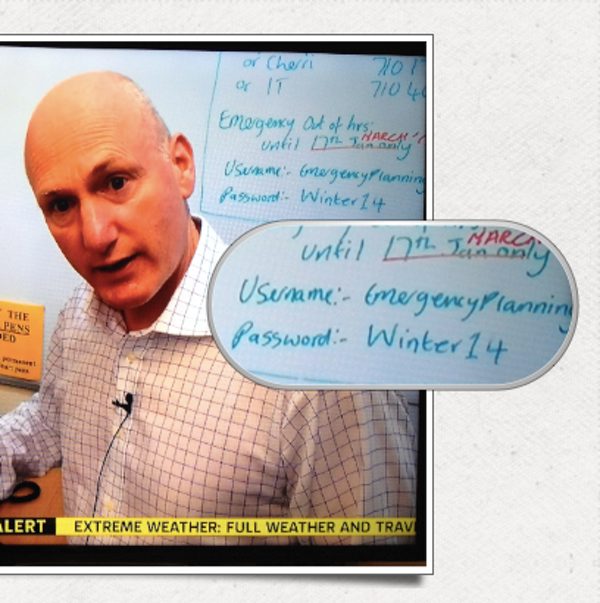 or Cherri 710 1
or IT 710 4
Emergency Out of hrs:
MARCH
until 17th Jan only
Username:- EmergencyPlanning
Password:- Winter14
MARCH
until 17th Jan only
Username:- EmergencyPlanning
Password:- Winter14
THE
PENS
permanent
ALERT EXTREME WEATHER: FULL WEATHER AND TRAV